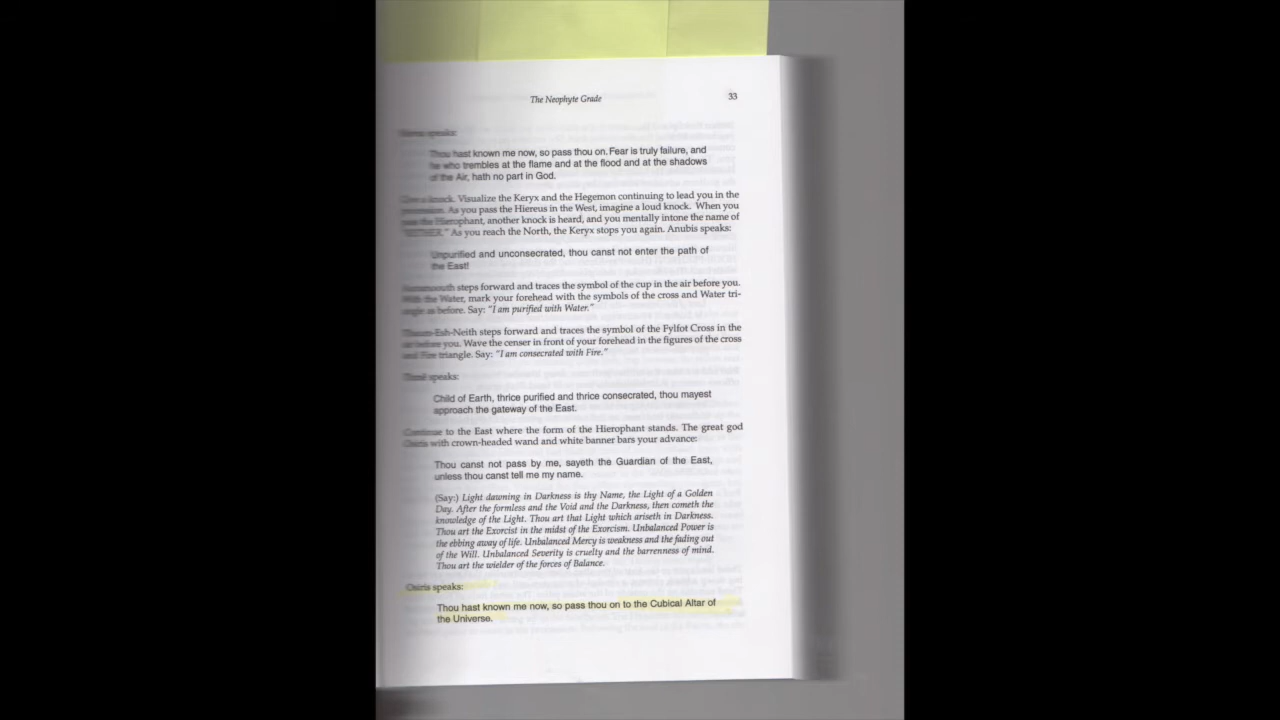 The Neophyte Grade
33
Horus speaks:
Thou hast known me now, so pass thou on. Fear is truly failure, and
he who trembles at the flame and at the flood and at the shadows
of the Air, hath no part in God.
Give a knock. Visualize the Keryx and the Hegemon continuing to lead you in the
procession. As you pass the Hiereus in the West, imagine a loud knock. When you
pass the Hierophant, another knock is heard, and you mentally intone the name of
As you reach the North, the Keryx stops you again. Anubis speaks:
Unpurified and unconsecrated, thou canst not enter the path of
the East!
steps forward and traces the symbol of the cup in the air before you.
With the Water, mark your forehead with the symbols of the cross and Water tri-
angle as before. Say: "I am purified with Water."
Thaum-Esh-Neith steps forward and traces the symbol of the Fylfot Cross in the
air before you. Wave the censer in front of your forehead in the figures of the cross
and Fire triangle. Say: "I am consecrated with Fire."
speaks:
Child of Earth, thrice purified and thrice consecrated, thou mayest
approach the gateway of the East.
Continue to the East where the form of the Hierophant stands. The great god
Osiris with crown-headed wand and white banner bars your advance:
Thou canst not pass by me, sayeth the Guardian of the East,
unless thou canst tell me my name.
(Say:) Light dawning in Darkness is thy Name, the Light of a Golden
Day. After the formless and the Void and the Darkness, then cometh the
knowledge of the Light. Thou art that Light which ariseth in Darkness.
Thou art the Exorcist in the midst of the Exorcism. Unbalanced Power is
the ebbing away of life. Unbalanced Mercy is weakness and the fading out
of the Will. Unbalanced Severity is cruelty and the barrenness of mind.
Thou art the wielder of the forces of Balance.
Osiris speaks:
Thou hast known me now, so pass thou on to the Cubical Altar of
the Universe.